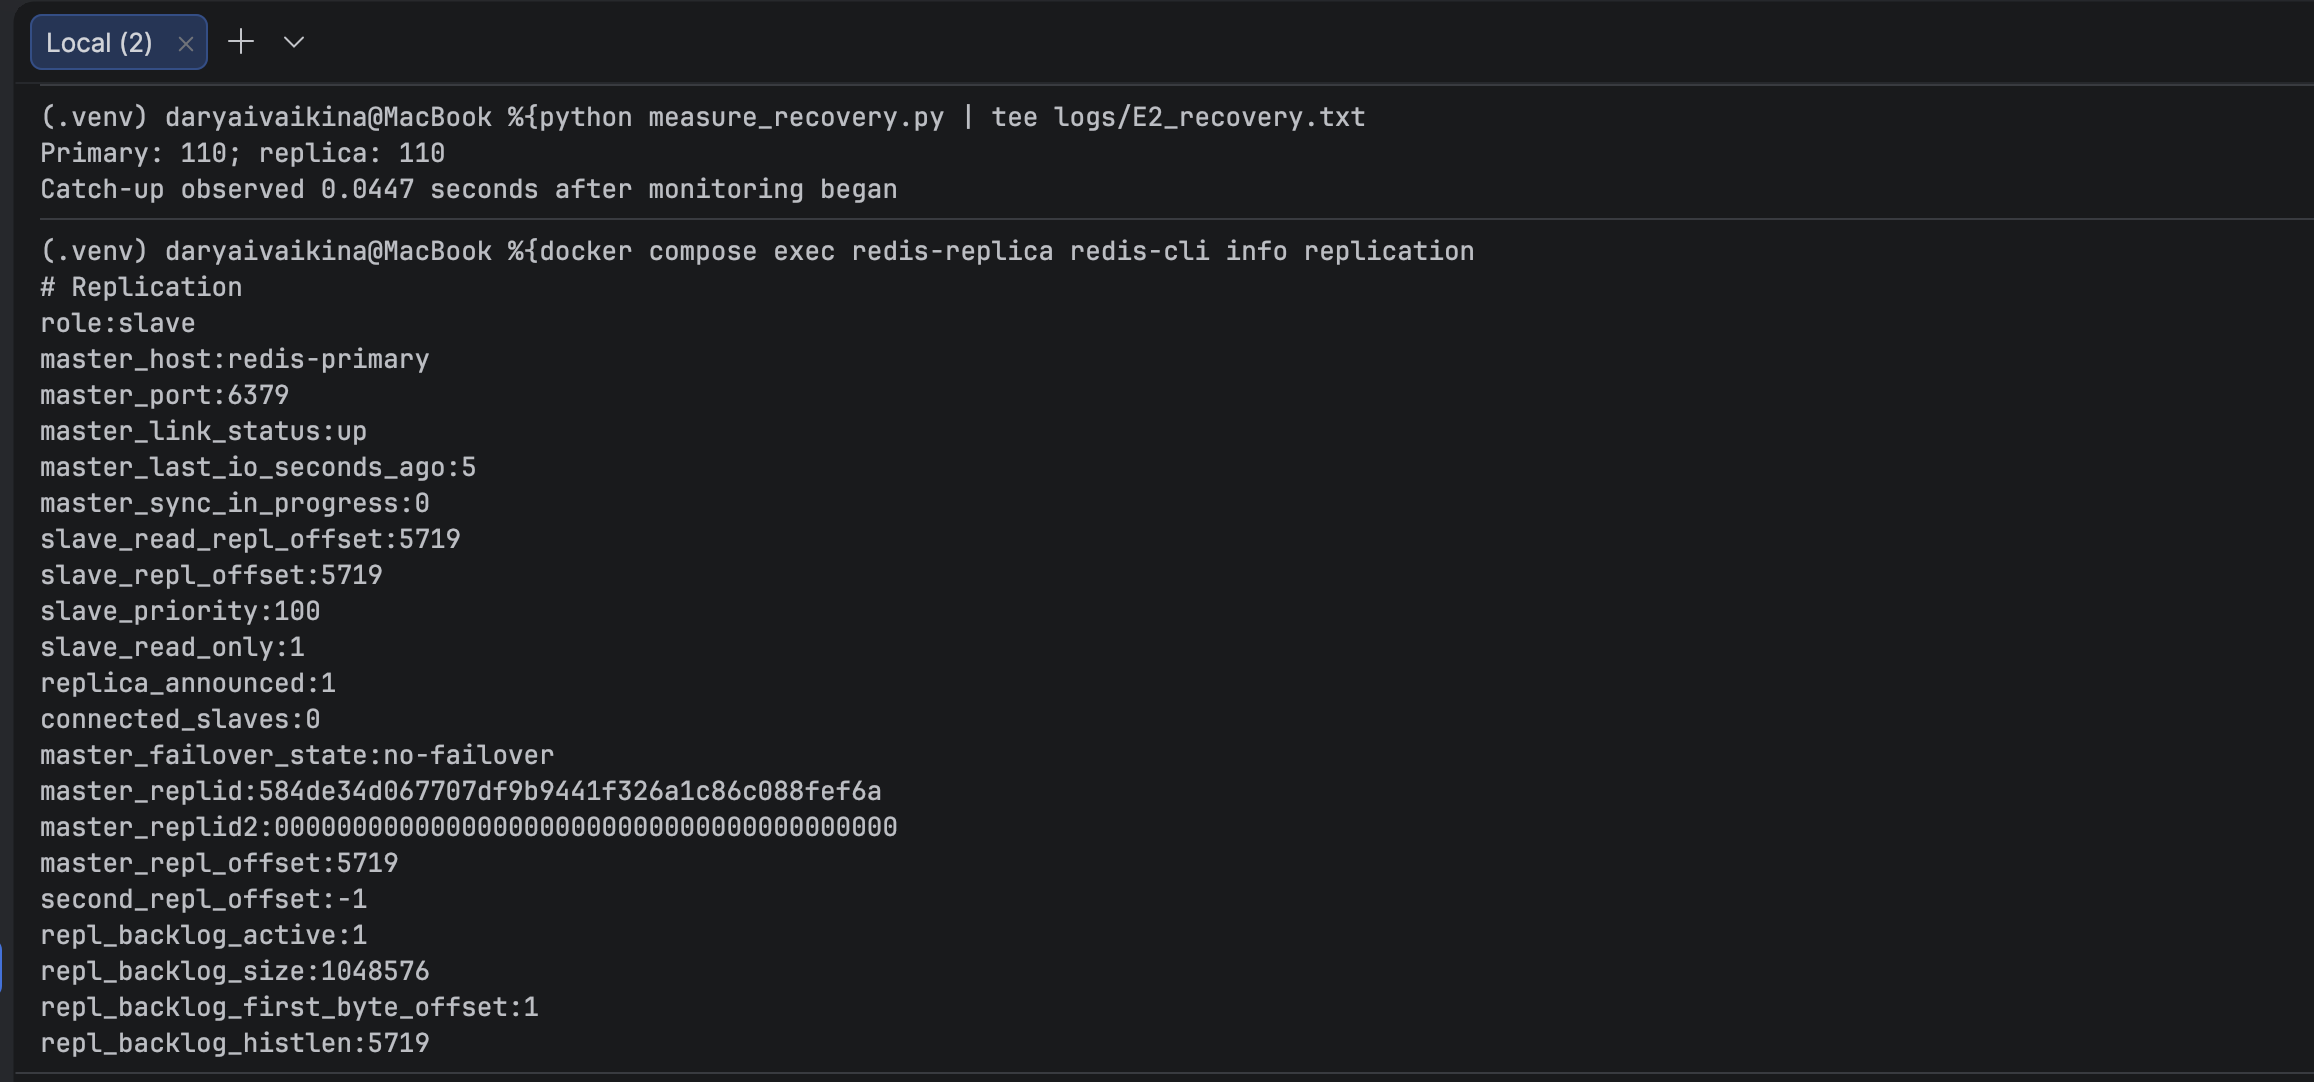 Local (2)
(.venv) daryaivaikina@MacBook %{python measure_recovery.py | tee logs/E2_recovery.txt
Primary: 110; replica: 110
Catch-up observed 0.0447 seconds after monitoring began
(.venv) daryaivaikina@MacBook %{docker compose exec redis-replica redis-cli info replication
# Replication
role:slave
master_host:redis-primary
master_port:6379
master_link_status:up
master_last_io_seconds_ago:5
master_sync_in_progress:0
slave_read_repl_offset:5719
slave_repl_offset:5719
slave_priority:100
slave_read_only:1
replica_announced:1
connected_slaves:0
master_failover_state:no-failover
master_replid:584de34d067707df9b9441f326a1c86c088fef6a
master_replid2:0000000000000000000000000000000000000000
master_repl_offset:5719
second_repl_offset:-1
repl_backlog_active:1
repl_backlog_size:1048576
repl_backlog_first_byte_offset:1
repl_backlog_histlen:5719